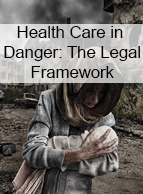 Health Care in
Danger: The Legal
Framework